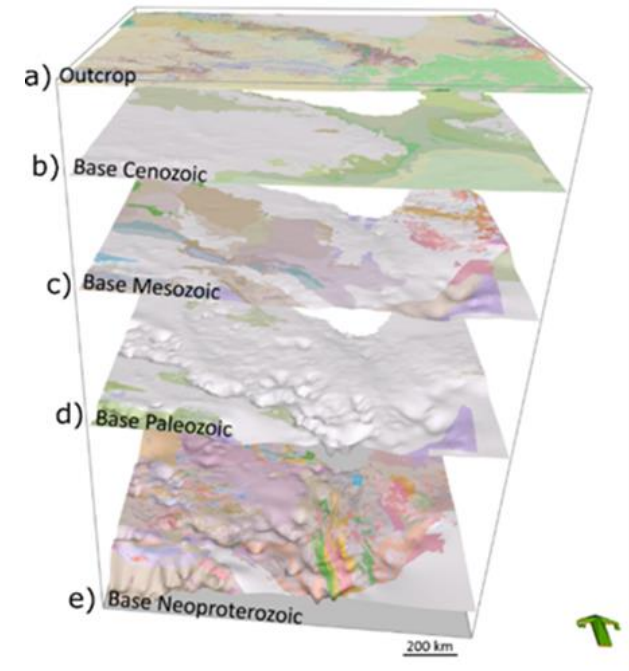 a) Outcrop
b) Base Cenozoic
c) Base Mesozoic
d) Base Paleozoic
e) Base Neoproterozoic
200 km